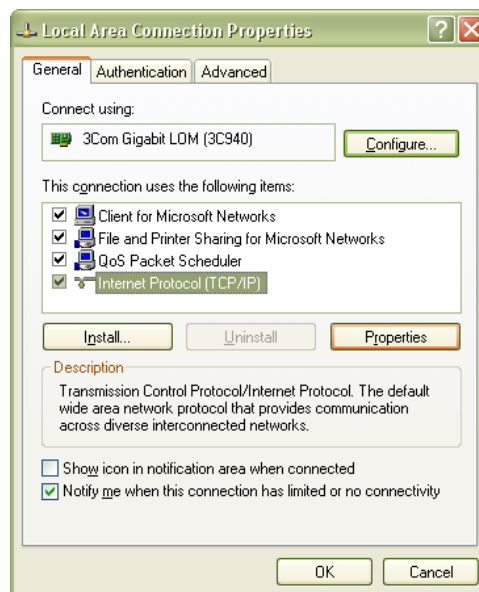 Local Area Connection Properties
General Authentication Advanced
Connect using:
3Com Gigabit LOM (3C940)
Configure...
This connection uses the following items:
Client for Microsoft Networks
File and Printer Sharing for Microsoft Networks
QoS Packet Scheduler
Internet Protocol (TCP/IP)
Install... Uninstall Properties
Description
Transmission Control Protocol/Internet Protocol. The default
wide area network protocol that provides communication
across diverse interconnected networks.
Show icon in notification area when connected
Notify me when this connection has limited or no connectivity
OK Cancel